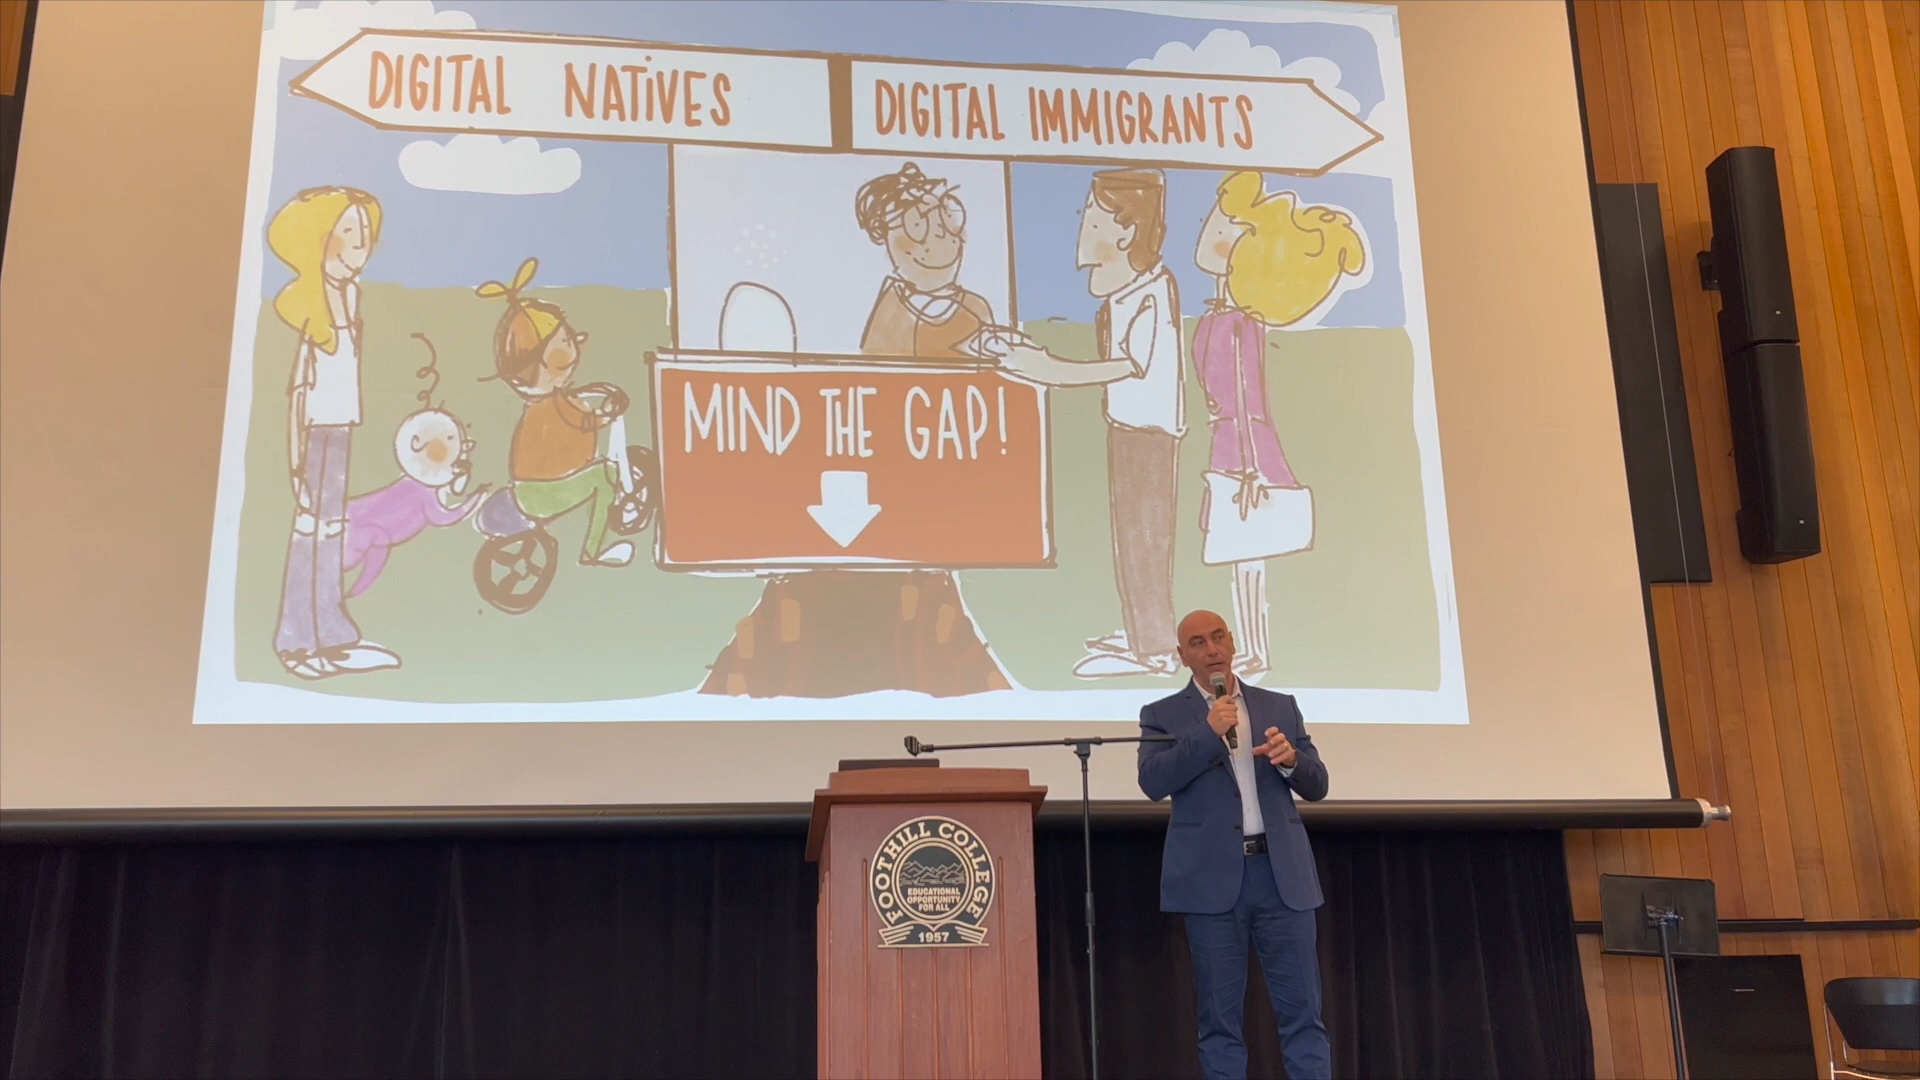 DIGITAL NATIVES
DIGITAL IMMIGRANTS
MIND THE GAP!
FOOTHILL COLLEGE
EDUCATIONAL
OPPORTUNITY
FOR ALL
1957